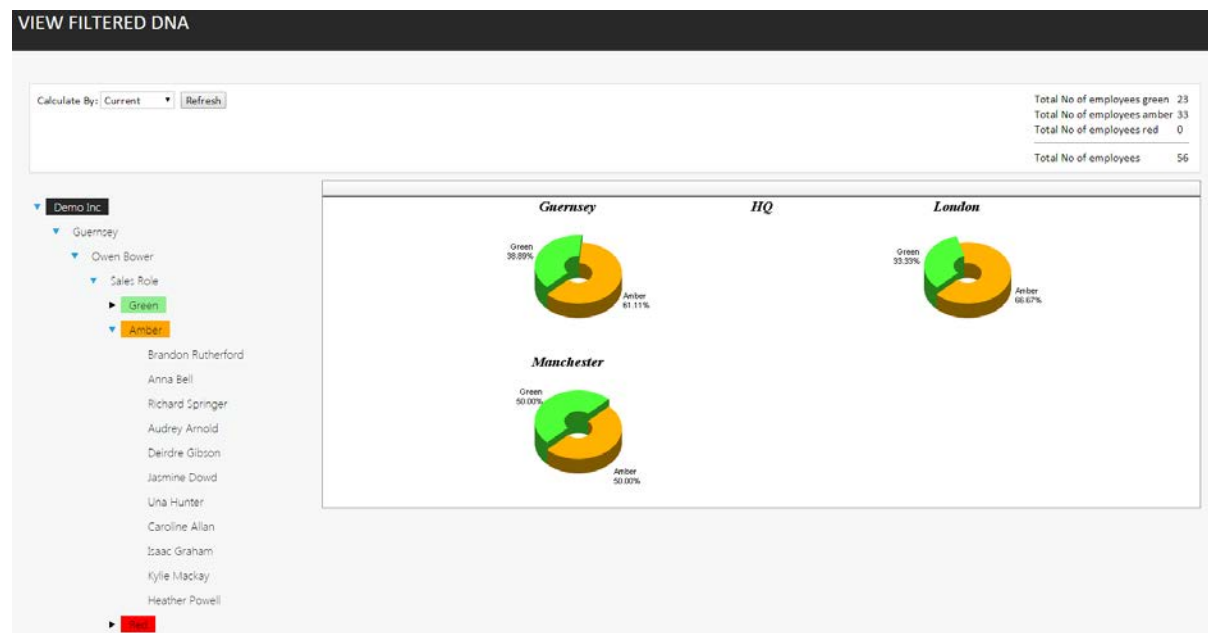 VIEW FILTERED DNA
Calculate By: Current Refresh
Total No of employees green 23
Total No of employees amber 33
Total No of employees red 0
Total No of employees 56
Demo Inc
Guernsey
Owen Bower
Sales Role
Green
Amber
Brandon Rutherford
Anna Bell
Richard Springer
Audrey Arnold
Deirdre Gibson
Jasmine Dowd
Una Hunter
Caroline Allan
Isaac Graham
Kylie Mackay
Heather Powell
Red
Guernsey
Green
38.89%
Amber
61.11%
HQ
London
Green
33.33%
Amber
66.67%
Manchester
Green
50.00%
Amber
50.00%